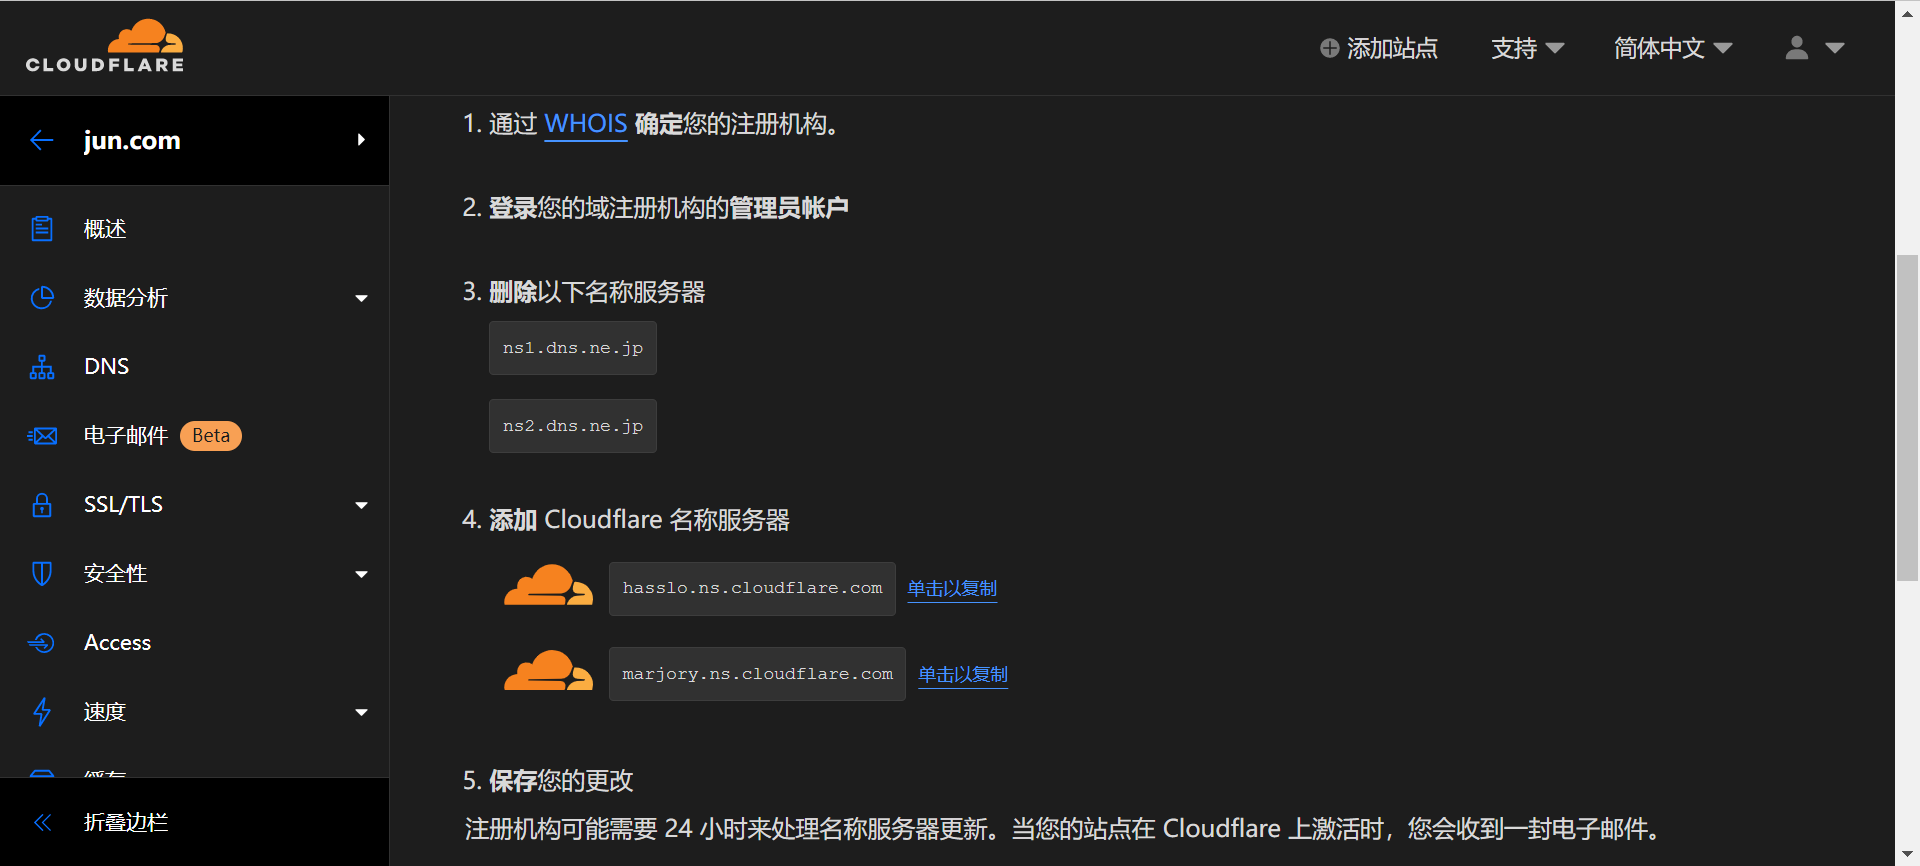 CLOUDFLARE
添加站点
支持
简体中文
jun.com
概述
数据分析
DNS
电子邮件 Beta
SSL/TLS
安全性
Access
速度
缓存
折叠边栏
1. 通过 WHOIS 确定您的注册机构。
2. 登录您的域注册机构的管理员帐户
3. 删除以下名称服务器
ns1.dns.ne.jp
ns2.dns.ne.jp
4. 添加 Cloudflare 名称服务器
hasslo.ns.cloudflare.com 单击以复制
marjory.ns.cloudflare.com 单击以复制
5. 保存您的更改
注册机构可能需要 24 小时来处理名称服务器更新。当您的站点在 Cloudflare 上激活时，您会收到一封电子邮件。